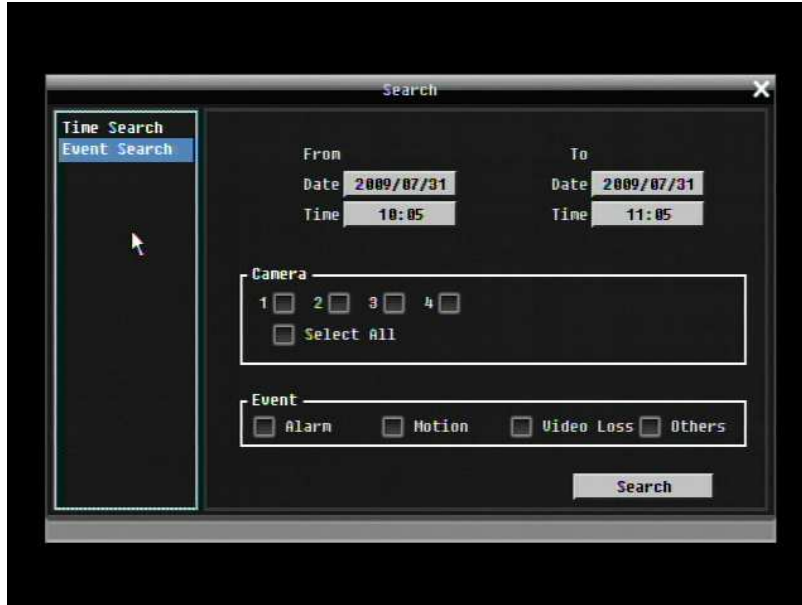 Search
Time Search
Event Search
From To
Date 2009/07/31 Date 2009/07/31
Time 10:05 Time 11:05
Camera
1 2 3 4
Select All
Event
Alarm Motion Video Loss Others
Search